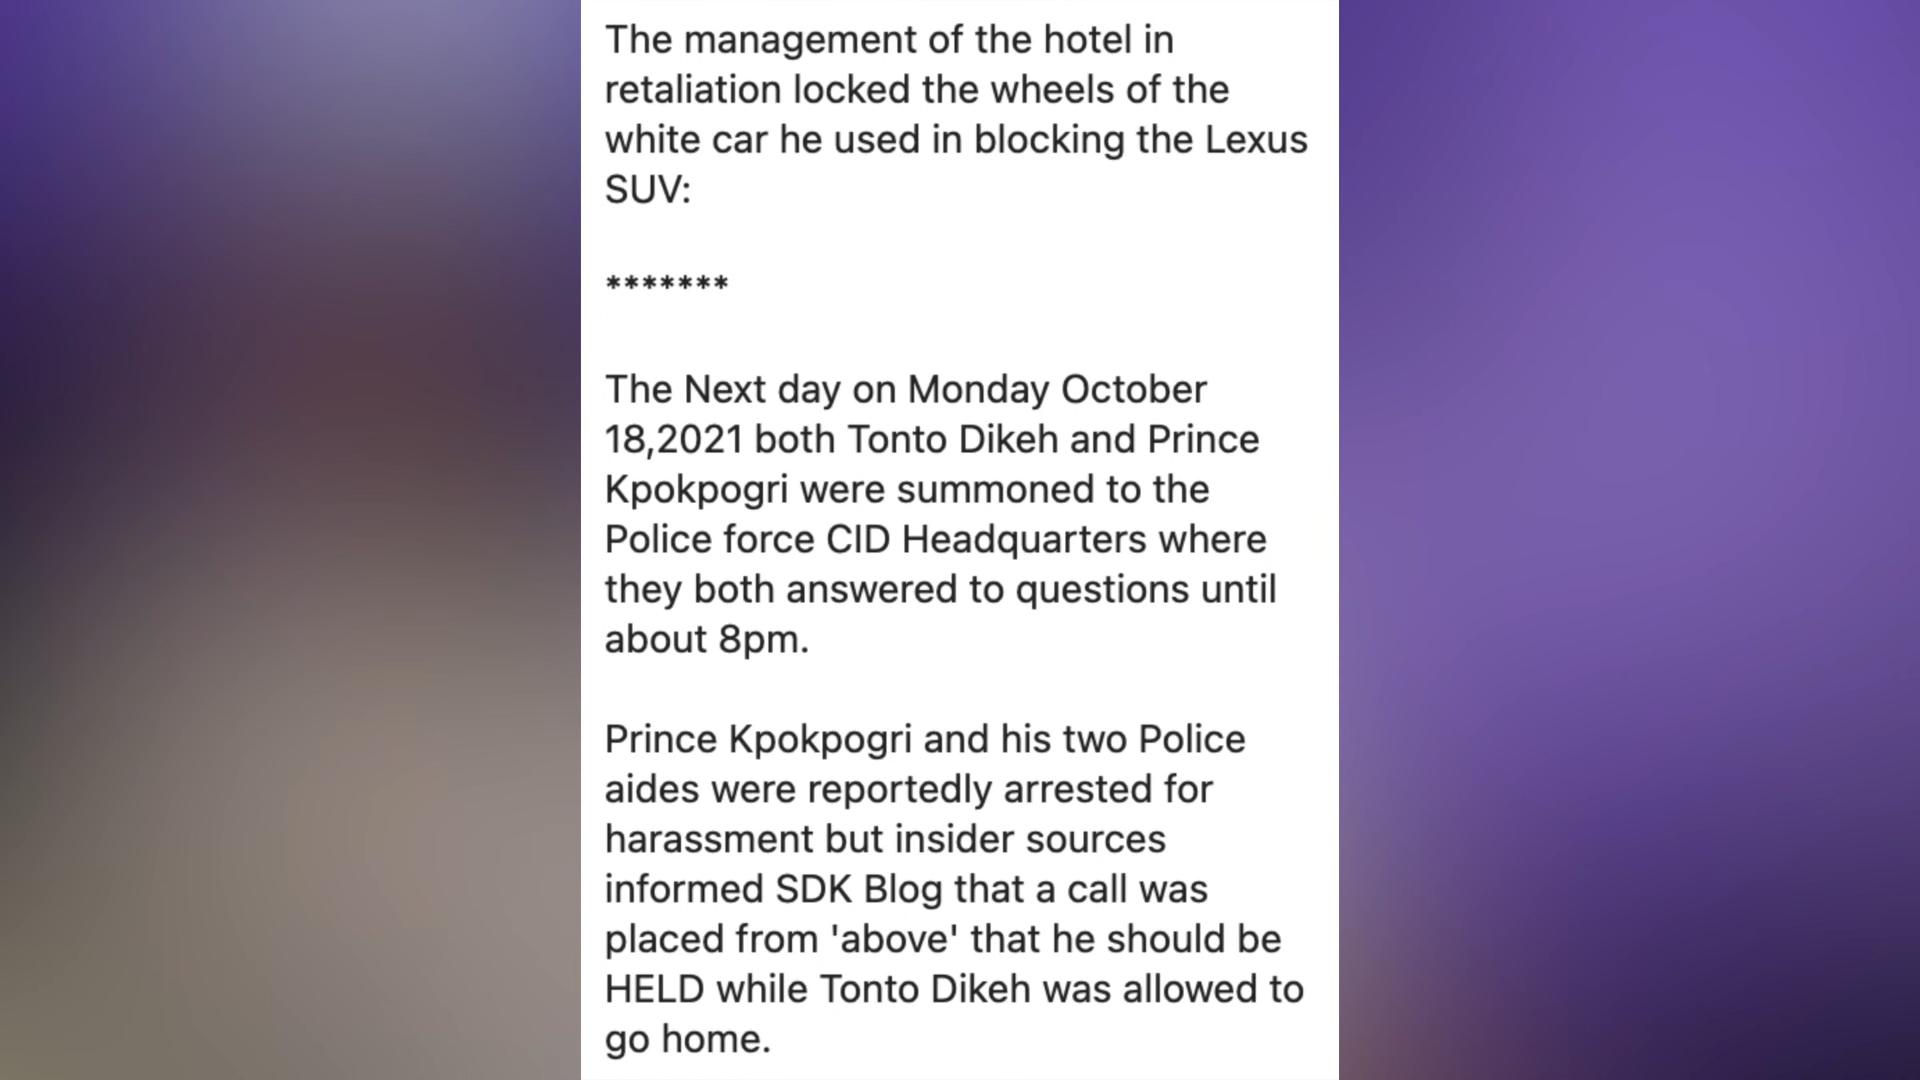 The management of the hotel in
retaliation locked the wheels of the
white car he used in blocking the Lexus
SUV:
*******
The Next day on Monday October
18,2021 both Tonto Dikeh and Prince
Kpokpogri were summoned to the
Police force CID Headquarters where
they both answered to questions until
about 8pm.
Prince Kpokpogri and his two Police
aides were reportedly arrested for
harassment but insider sources
informed SDK Blog that a call was
placed from 'above' that he should be
HELD while Tonto Dikeh was allowed to
go home.